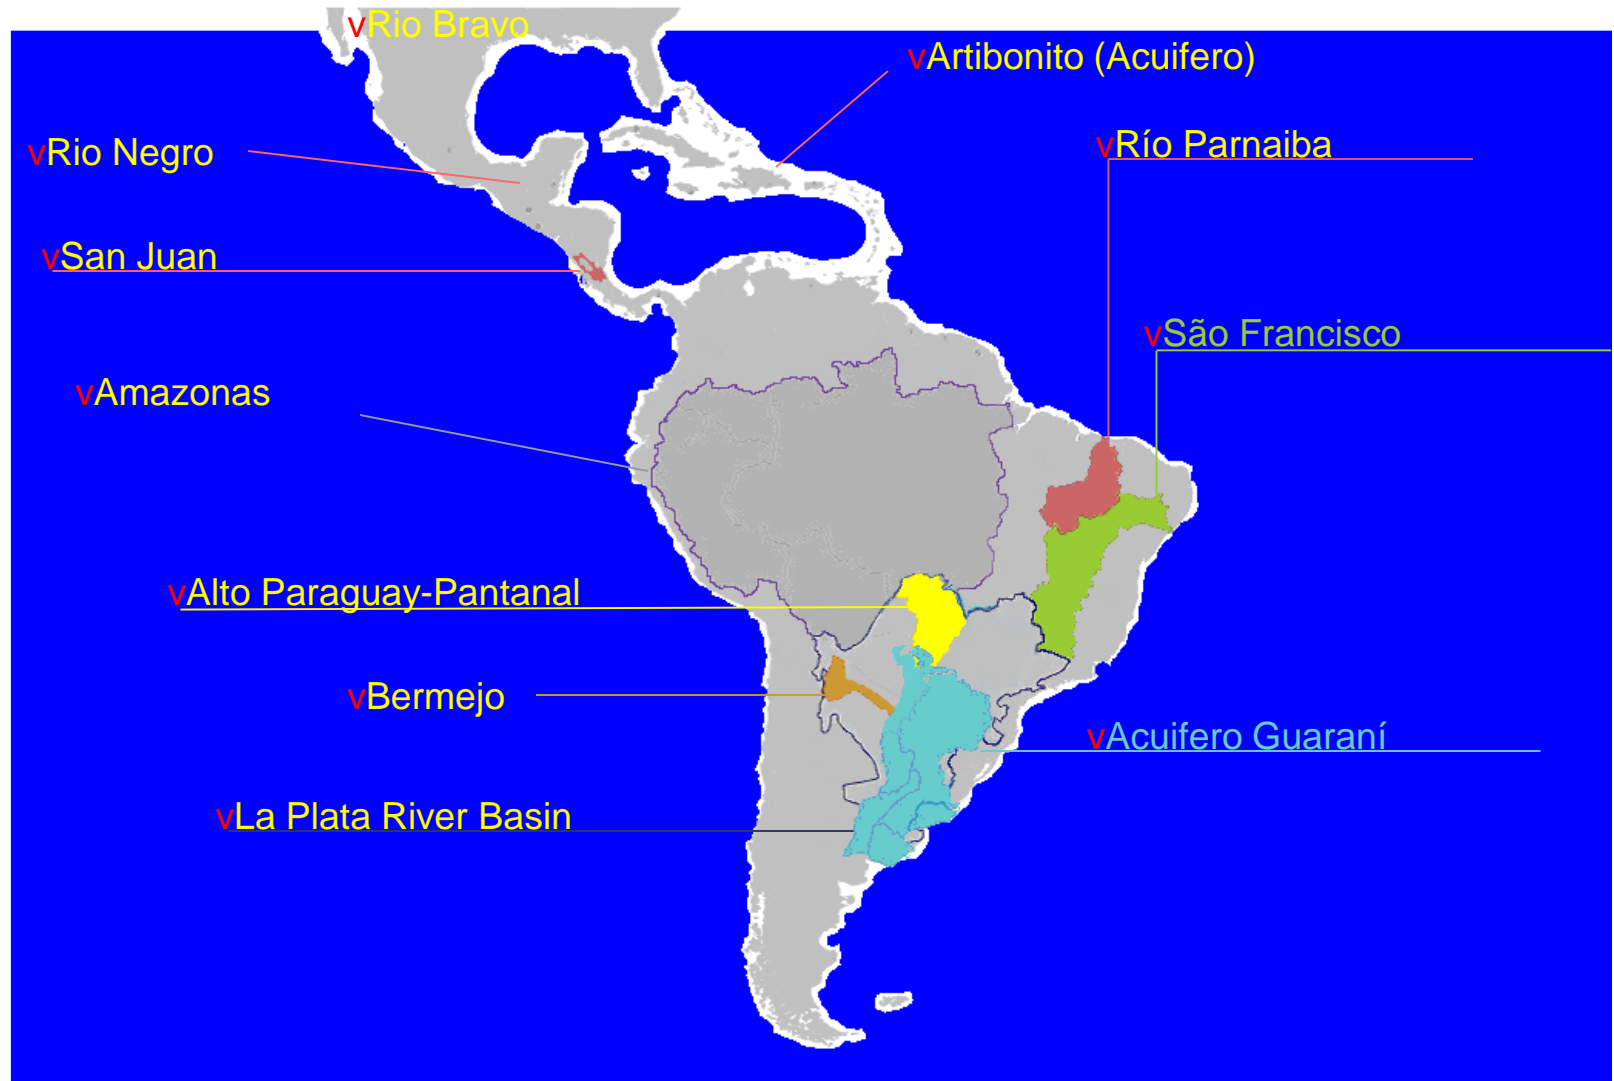 vRio Bravo
vArtibonito (Acuifero)
vRío Parnaiba
vRio Negro
vSan Juan
vSão Francisco
vAmazonas
vAlto Paraguay-Pantanal
vBermejo
vAcuifero Guaraní
vLa Plata River Basin